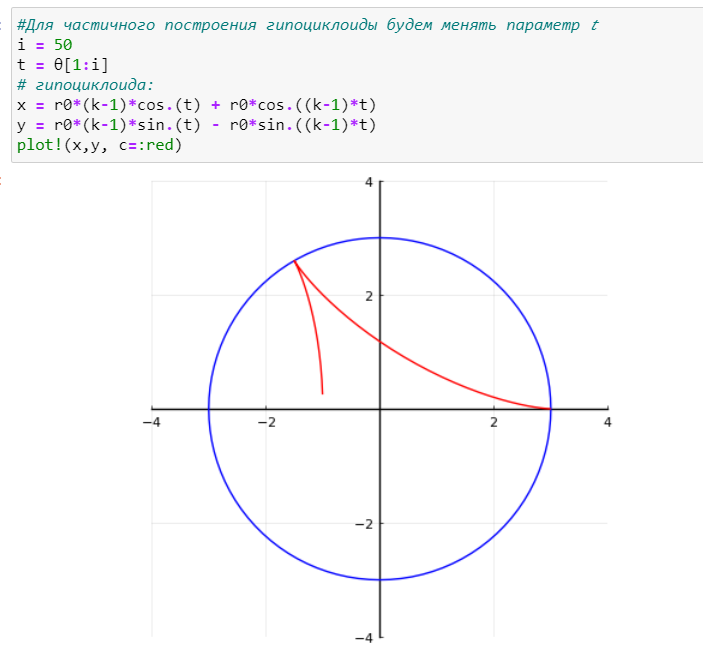 #Для частичного построения гипоциклоиды будем менять параметр t
i = 50
t = θ[1:i]
# гипоциклоида:
x = r0*(k-1)*cos.(t) + r0*cos.((k-1)*t)
y = r0*(k-1)*sin.(t) - r0*sin.((k-1)*t)
plot!(x,y, c=:red)
4
2
−4
−2
2
4
−2
−4